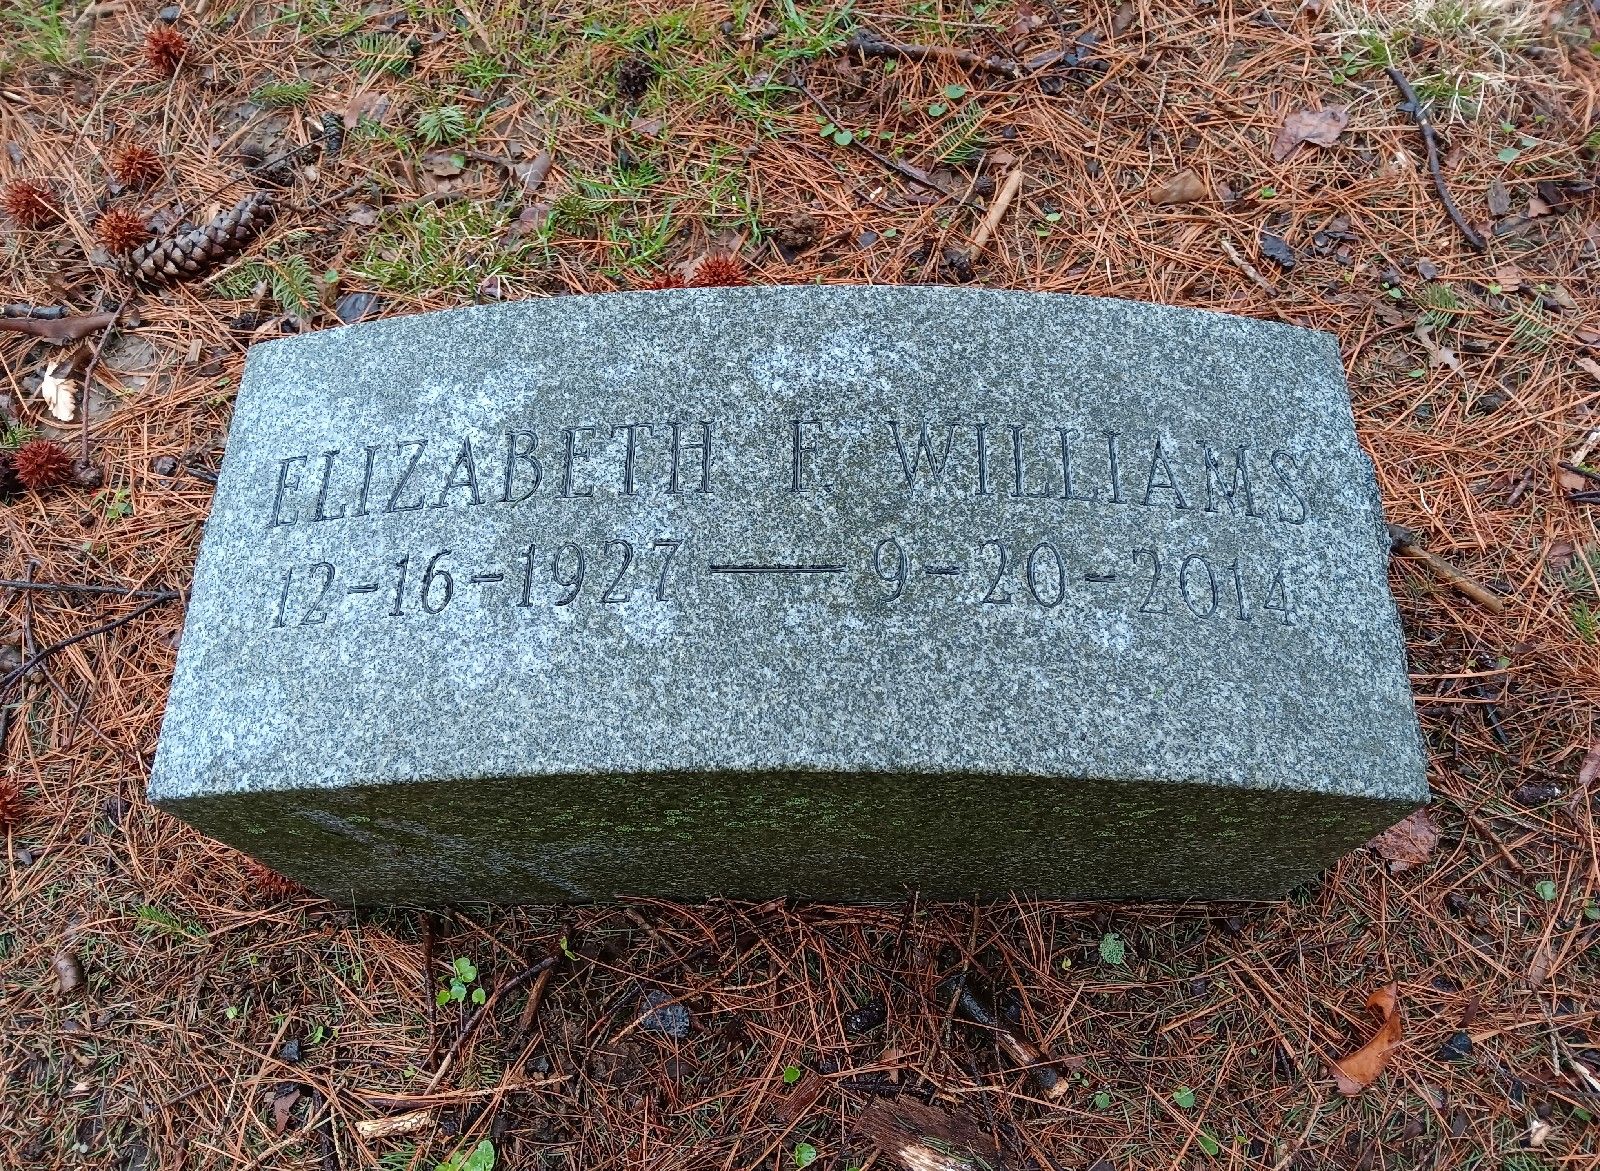 ELIZABETH F. WILLIAMS
12-16-1927 — 9-20-2014